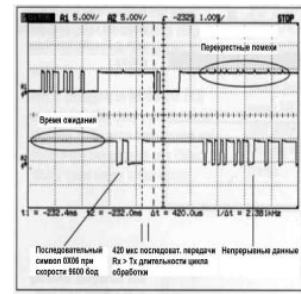 A1 5.00V/ A2 5.00V/ -232% 1.00%/ STOP
Перекрестные помехи
Время ожидания
t1 = -232.4ms t2 = -232.0ms Δt = 420.0us 1/Δt = 2.381kHz
Последовательный символ 0X06 при скорости 9600 бод
420 мкс последоват. передачи Rx > Tx длительности цикла обработки
Непрерывные данные